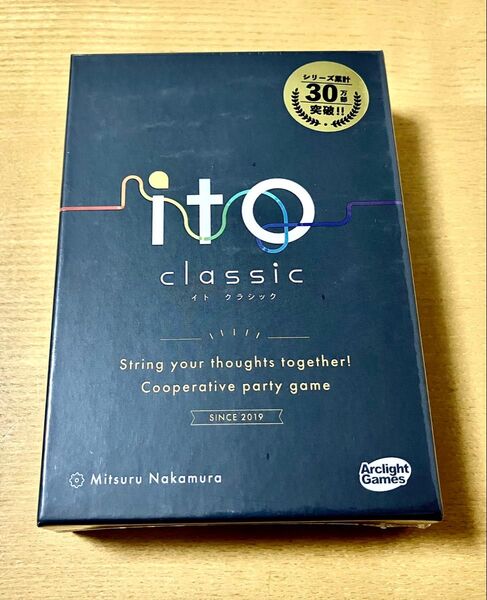 シリーズ累計
30万部
突破!!
ito
classic
イト クラシック
String your thoughts together!
Cooperative party game
SINCE 2019
Mitsuru Nakamura
Arclight
Games